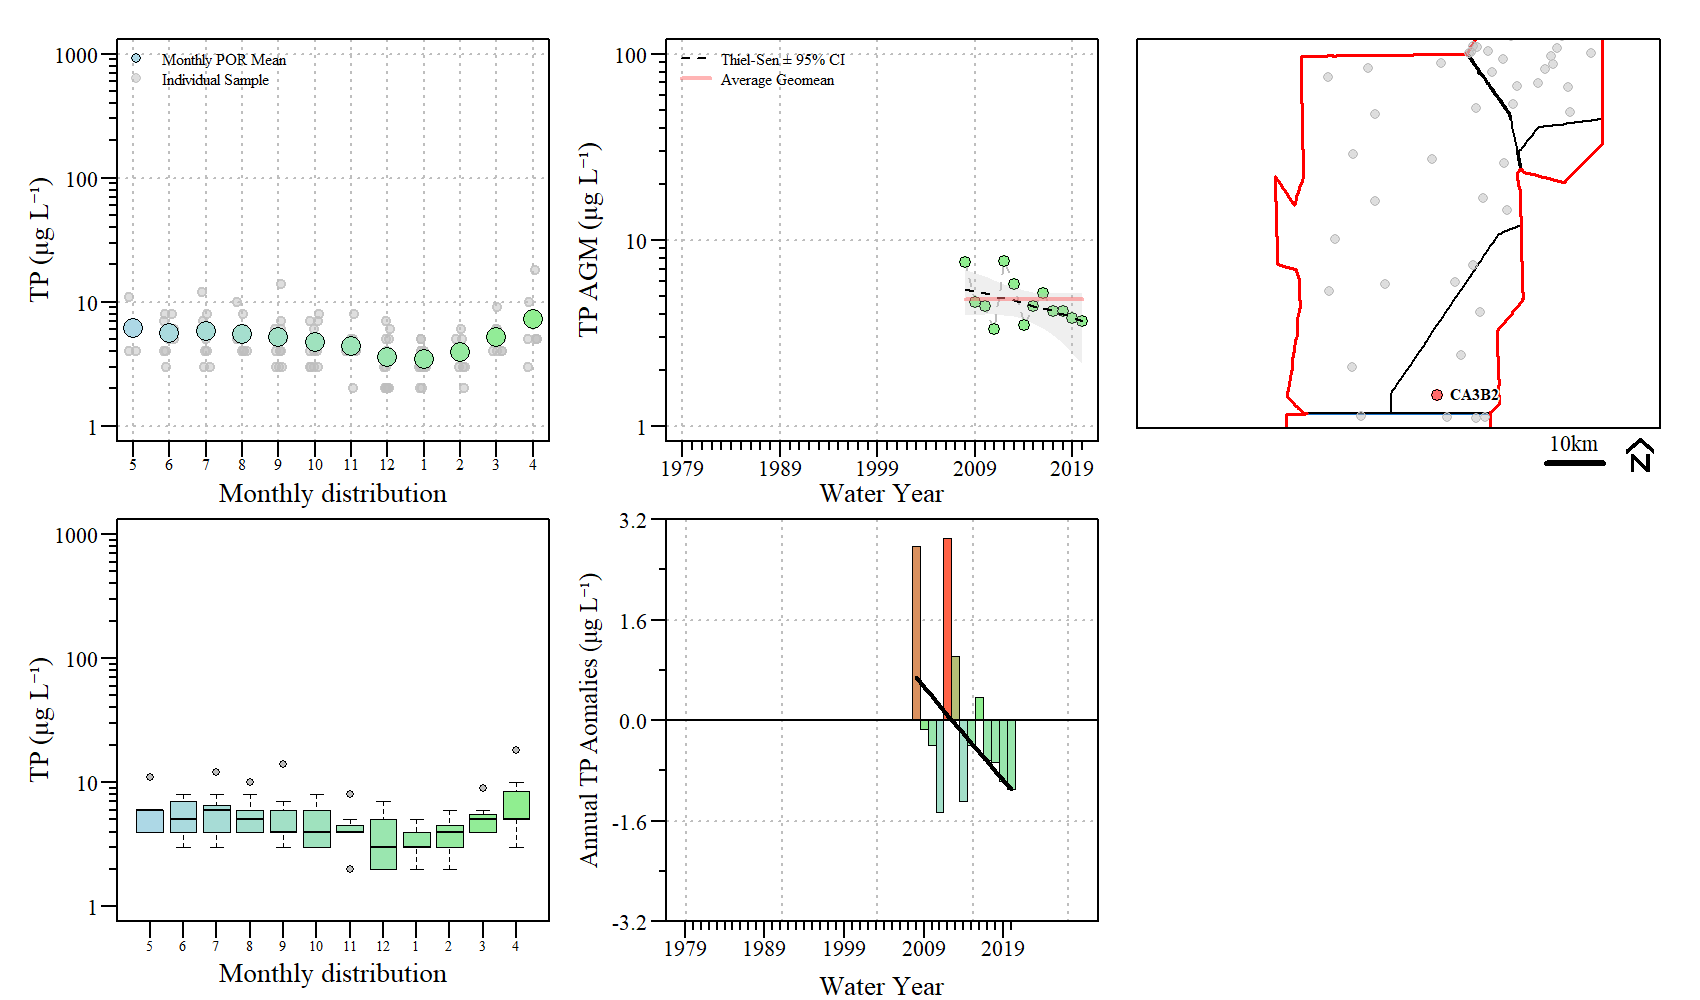 1000
100
10
1
TP (µg L⁻¹)
Monthly POR Mean
Individual Sample
5 6 7 8 9 10 11 12 1 2 3 4
Monthly distribution
100
10
1
TP AGM (µg L⁻¹)
Thiel-Sen ± 95% CI
Average Geomean
1979 1989 1999 2009 2019
Water Year
CA3B2
10km
N
1000
100
10
1
TP (µg L⁻¹)
5 6 7 8 9 10 11 12 1 2 3 4
Monthly distribution
3.2
1.6
0.0
-1.6
-3.2
Annual TP Aomalies (µg L⁻¹)
1979 1989 1999 2009 2019
Water Year